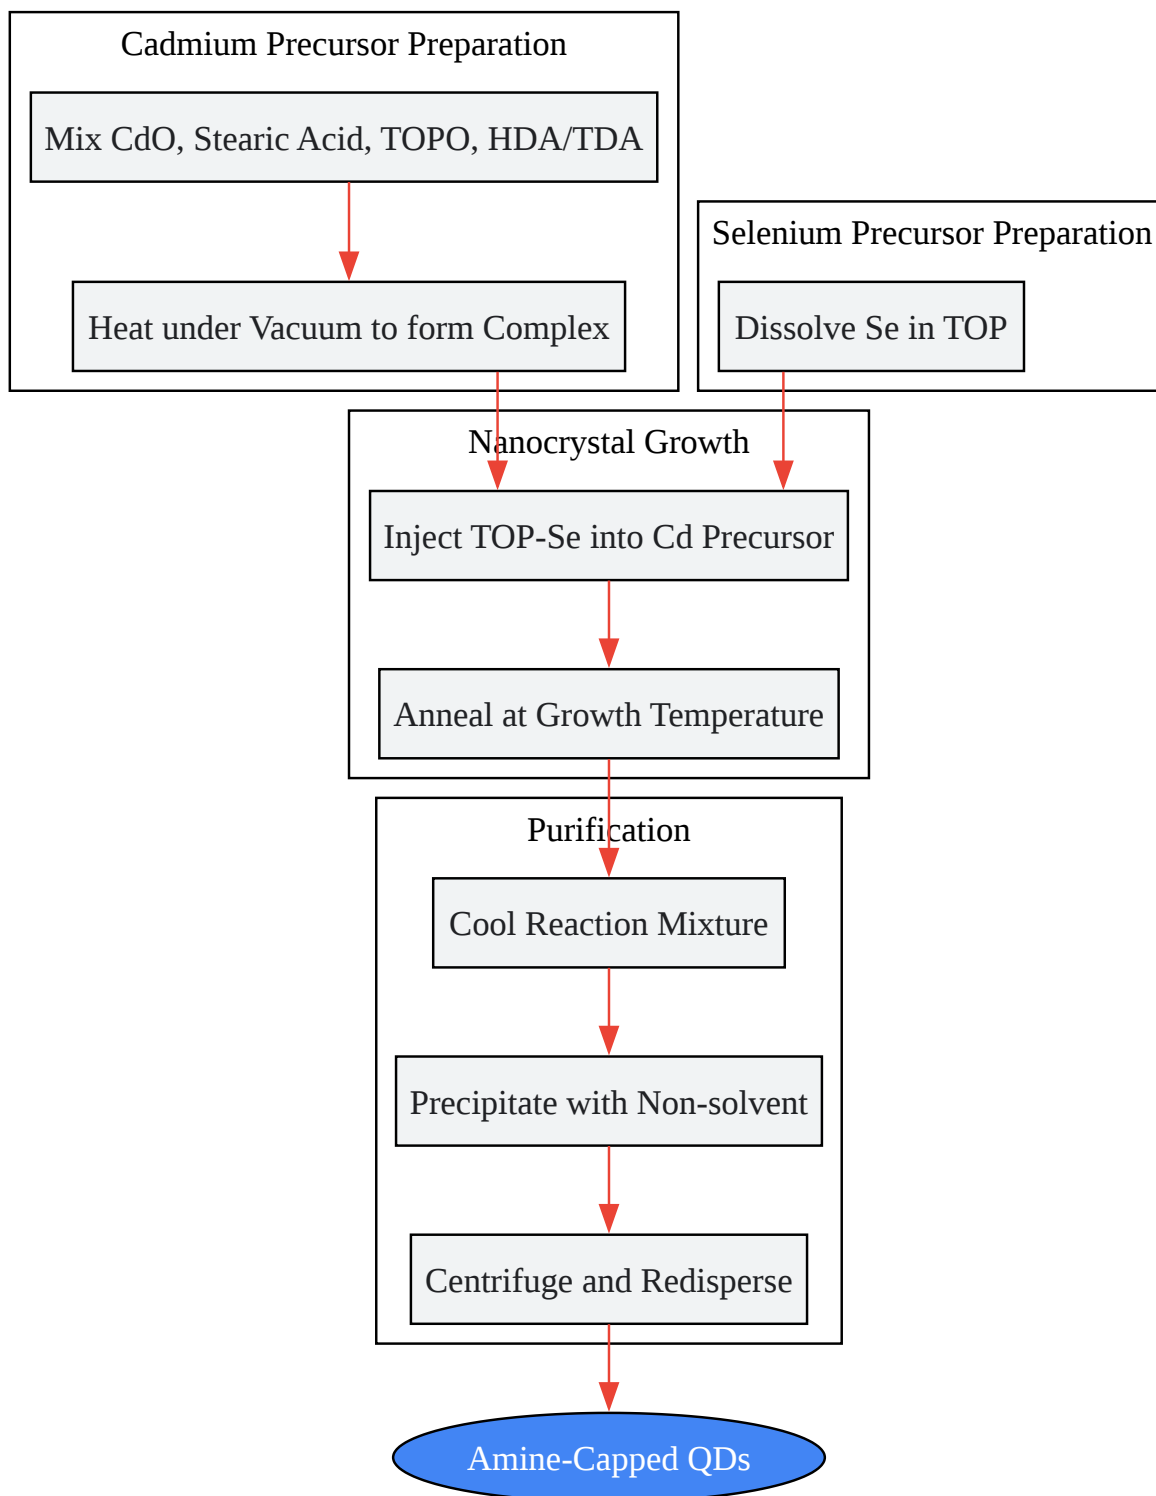 Cadmium Precursor Preparation
Mix CdO, Stearic Acid, TOPO, HDA/TDA
Heat under Vacuum to form Complex
Selenium Precursor Preparation
Dissolve Se in TOP
Nanocrystal Growth
Inject TOP-Se into Cd Precursor
Anneal at Growth Temperature
Purification
Cool Reaction Mixture
Precipitate with Non-solvent
Centrifuge and Redisperse
Amine-Capped QDs